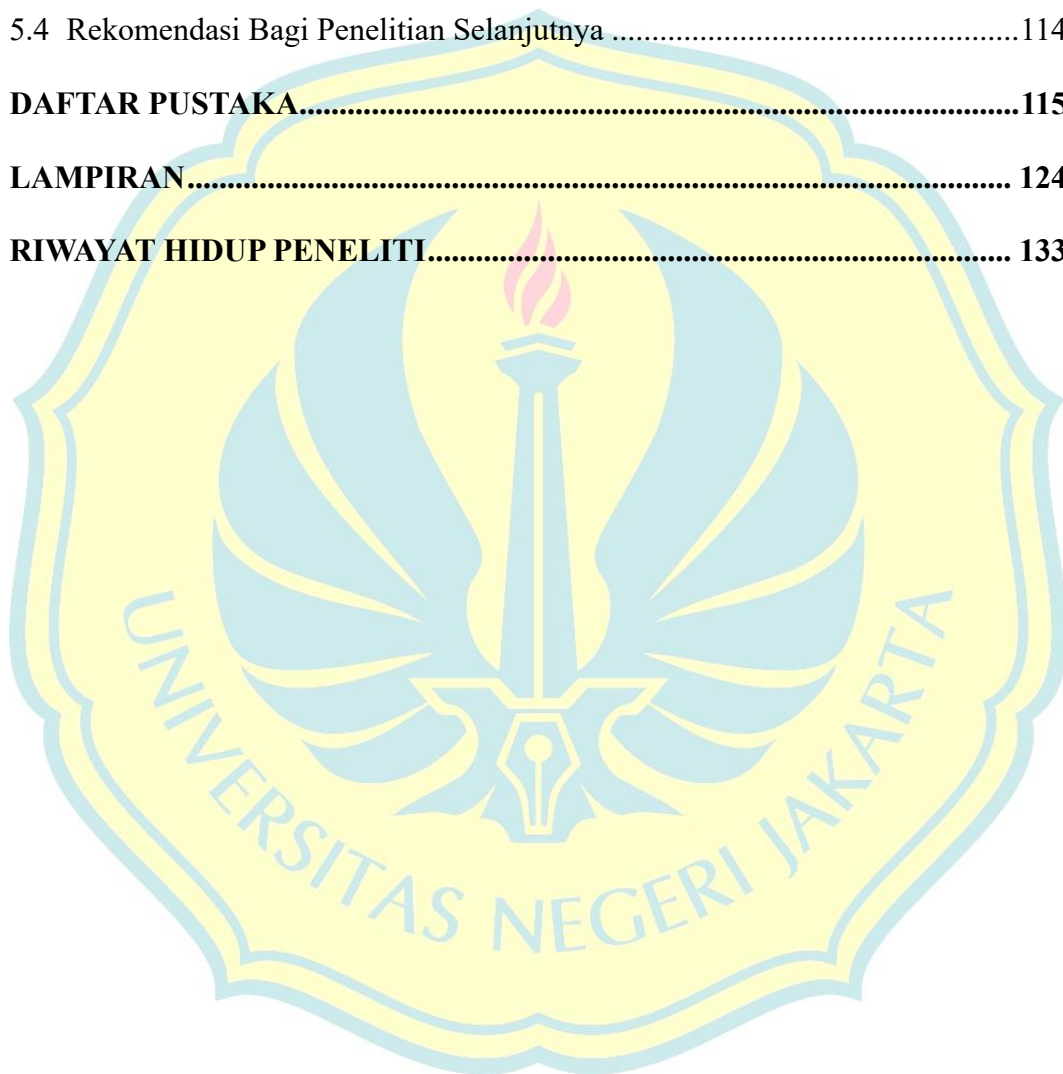 5.4 Rekomendasi Bagi Penelitian Selanjutnya ...................................................114
DAFTAR PUSTAKA..........................................................................................115
LAMPIRAN....................................................................................................... 124
RIWAYAT HIDUP PENELITI......................................................................... 133
UNIVERSITAS NEGERI JAKARTA